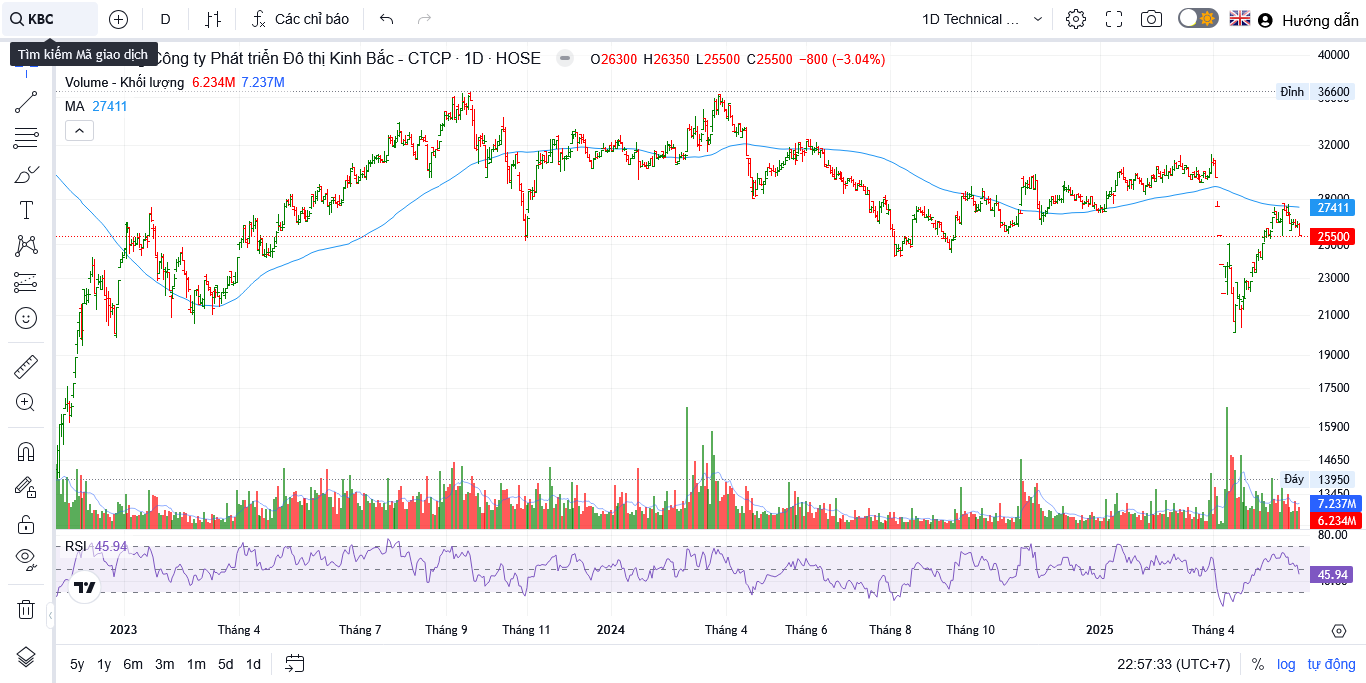 KBC
D
Các chỉ báo
1D Technical ...
Hướng dẫn
Tìm kiếm Mã giao dịch
Công ty Phát triển Đô thị Kinh Bắc - CTCP · 1D · HOSE
O26300 H26350 L25500 C25500 −800 (−3.04%)
Volume - Khối lượng 6.234M 7.237M
MA 27411
40000
Đỉnh 36600
32000
28000
27411
25500
25000
23000
21000
19000
17500
15900
14650
Đáy 13950
13450
7.237M
6.234M
80.00
RSI 45.94
45.94
2023 Tháng 4 Tháng 7 Tháng 9 Tháng 11 2024 Tháng 4 Tháng 6 Tháng 8 Tháng 10 2025 Tháng 4
5y 1y 6m 3m 1m 5d 1d
22:57:33 (UTC+7) % log tự động